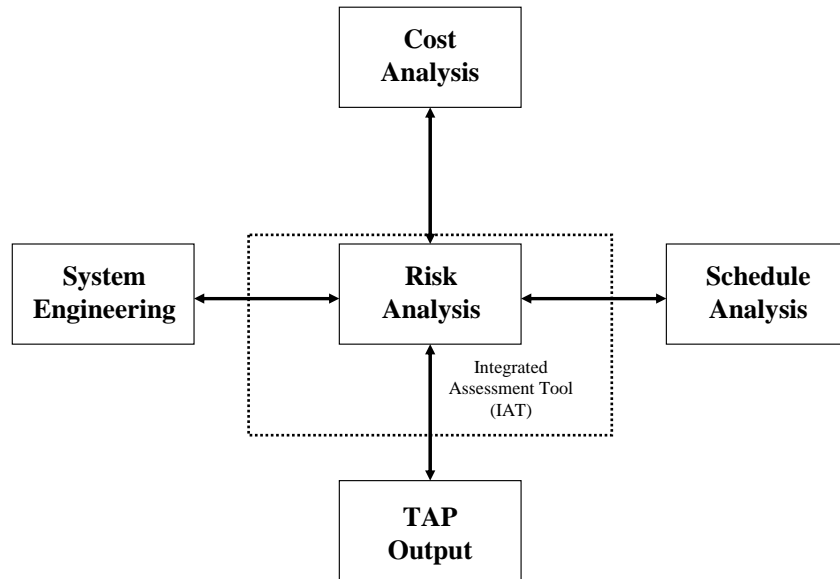 Cost
Analysis
System
Engineering
Risk
Analysis
Schedule
Analysis
Integrated
Assessment Tool
(IAT)
TAP
Output